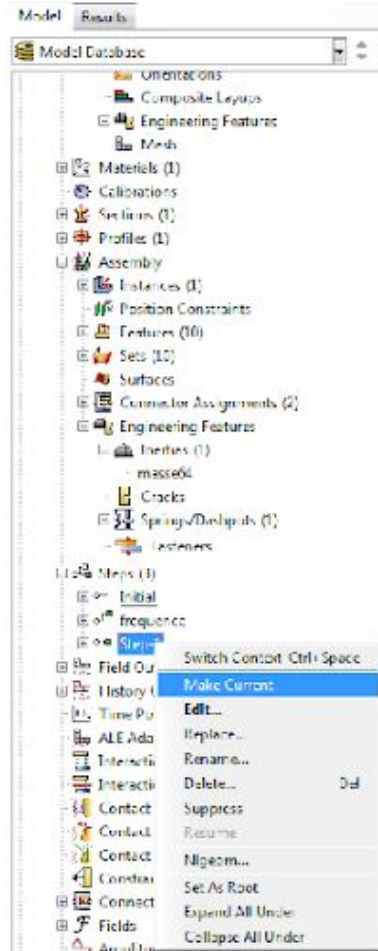 Model Results
Model Database
Orientations
Composite Layups
Engineering Features
Mesh
Materials (1)
Calibrations
Sections (1)
Profiles (1)
Assembly
Instances (1)
Position Constraints
Features (10)
Sets (10)
Surfaces
Connector Assignments (2)
Engineering Features
Inertias (1)
masse64
Cracks
Springs/Dashpots (1)
Fasteners
Steps (3)
Initial
frequence
Step-
Switch Context Ctrl+Space
Field Ou
Make Current
History
Edit...
Time Po
Replace...
ALE Ada
Rename...
Interacti
Delete... Del
Interacti
Suppress
Contact
Resume
Contact
Nlgeom...
Contact
Set As Root
Constrai
Expand All Under
Connect
Collapse All Under
Fields